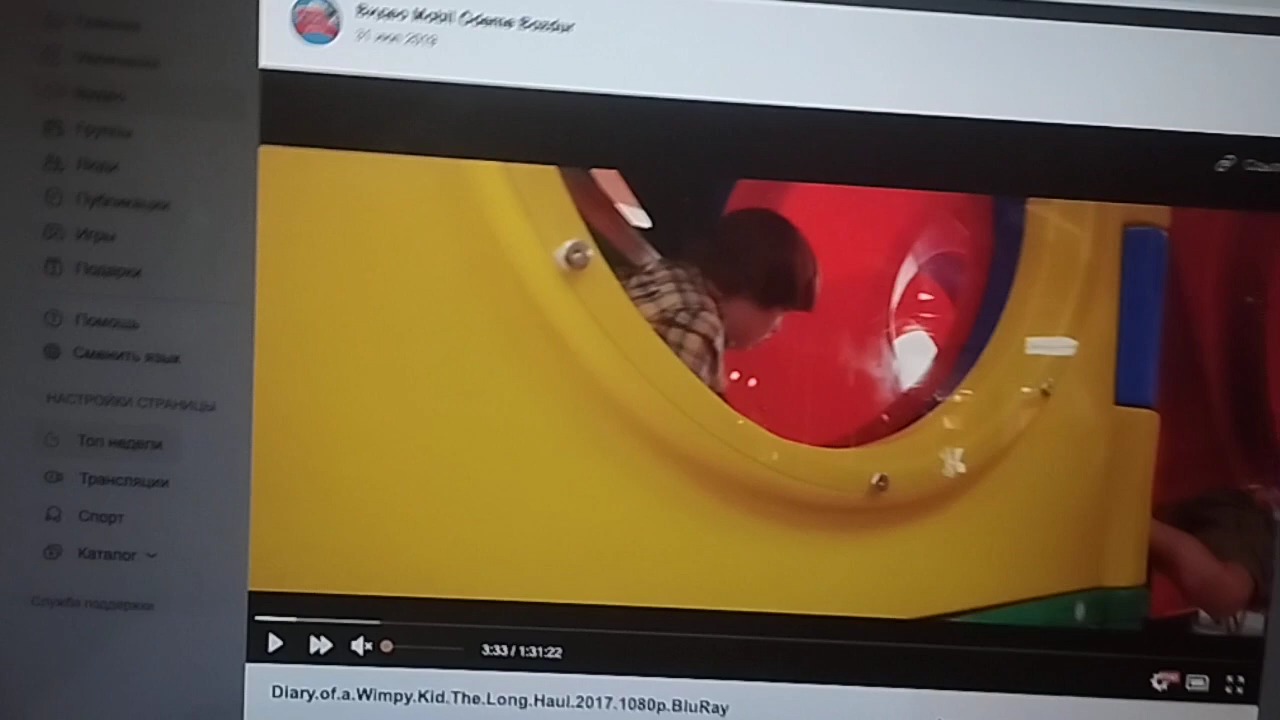 Группы
Люди
Публикации
Игры
Подарки
Помощь
Сменить язык
НАСТРОЙКИ СТРАНИЦЫ
Топ недели
Трансляции
Спорт
Каталог
Служба поддержки
3:33 / 1:31:22
Diary.of.a.Wimpy.Kid.The.Long.Haul.2017.1080p.BluRay